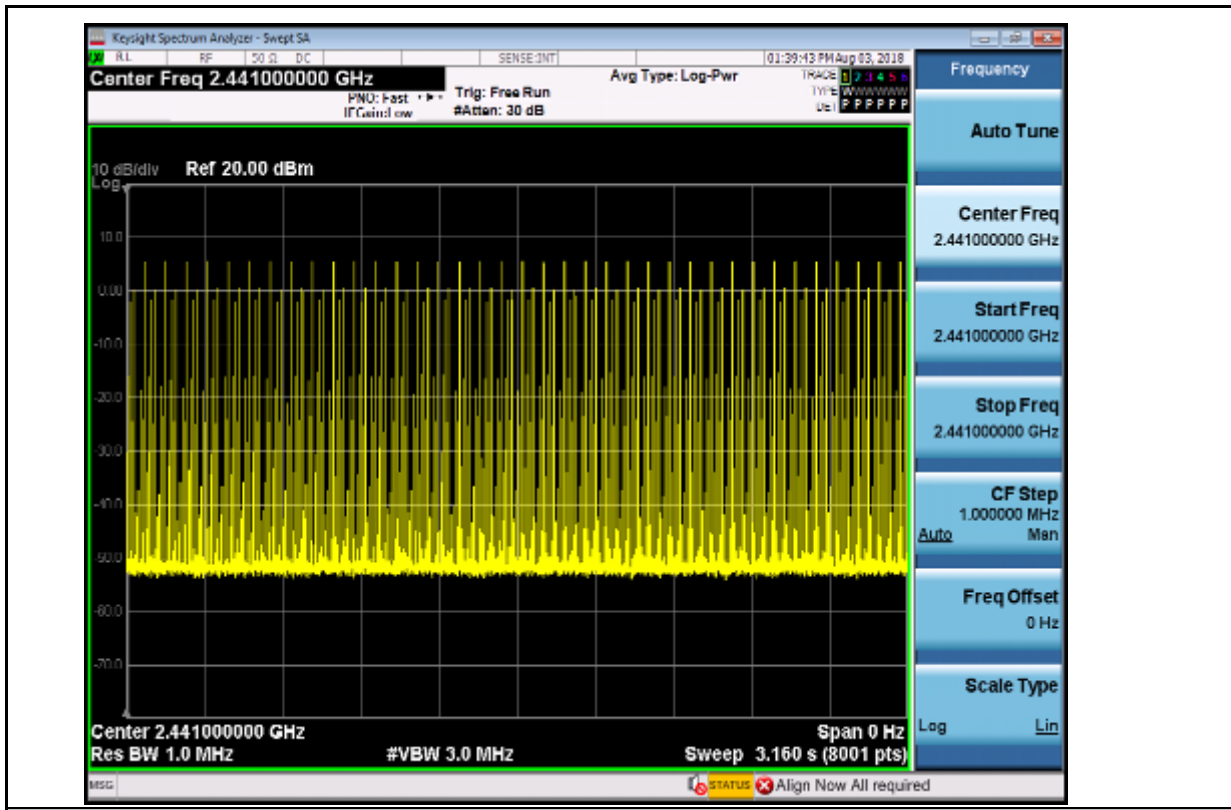 Keysight Spectrum Analyzer - Swept SA
RL RF 50 Ω DC SENSE:INT 01:39:43 PM Aug 03, 2018
Center Freq 2.441000000 GHz
Avg Type: Log-Pwr
TRACE 1 2 3 4 5 6
PNO: Fast
Trig: Free Run
TYPE WWWWWW
IFGain:Low
#Atten: 30 dB
DET P P P P P P
10 dB/div Ref 20.00 dBm
Log
10.0
0.00
-10.0
-20.0
-30.0
-40.0
-50.0
-60.0
-70.0
Center 2.441000000 GHz
Span 0 Hz
Res BW 1.0 MHz
#VBW 3.0 MHz
Sweep 3.160 s (8001 pts)
MSG
STATUS
Align Now All required
Frequency
Auto Tune
Center Freq
2.441000000 GHz
Start Freq
2.441000000 GHz
Stop Freq
2.441000000 GHz
CF Step
1.000000 MHz
Auto Man
Freq Offset
0 Hz
Scale Type
Log Lin